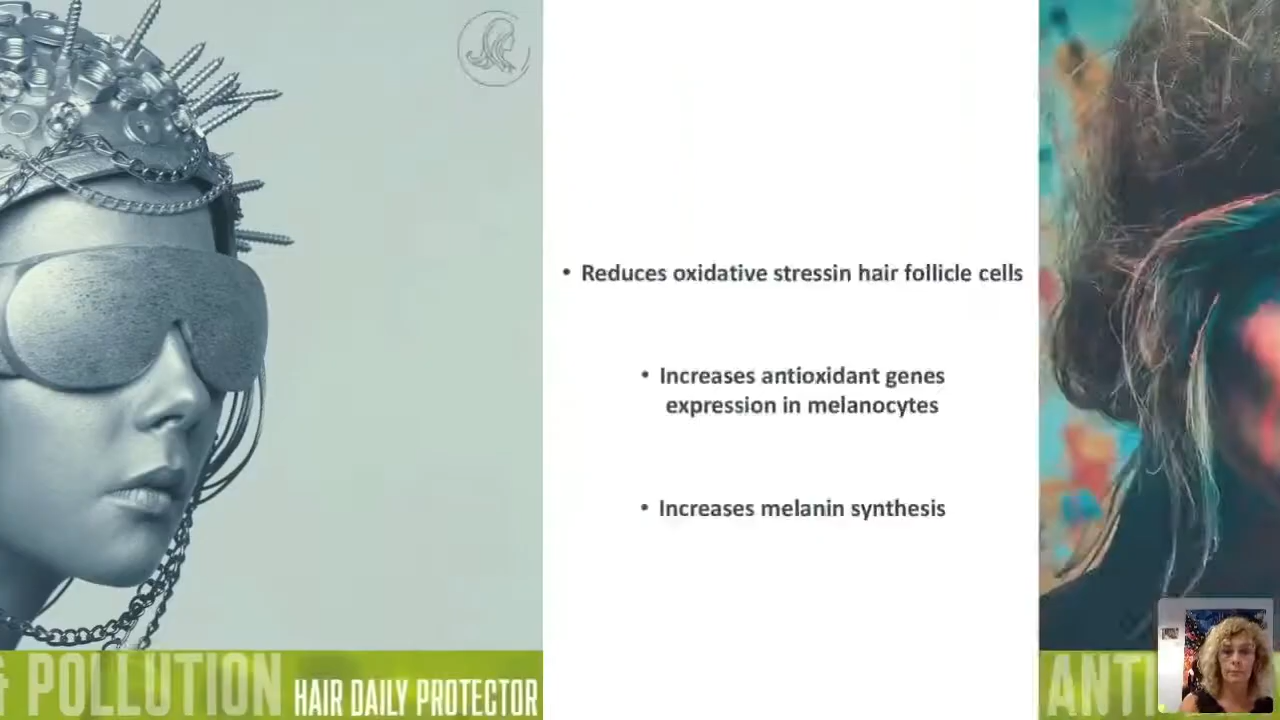 • Reduces oxidative stressin hair follicle cells
• Increases antioxidant genes
expression in melanocytes
• Increases melanin synthesis
& POLLUTION HAIR DAILY PROTECTOR
ANTI